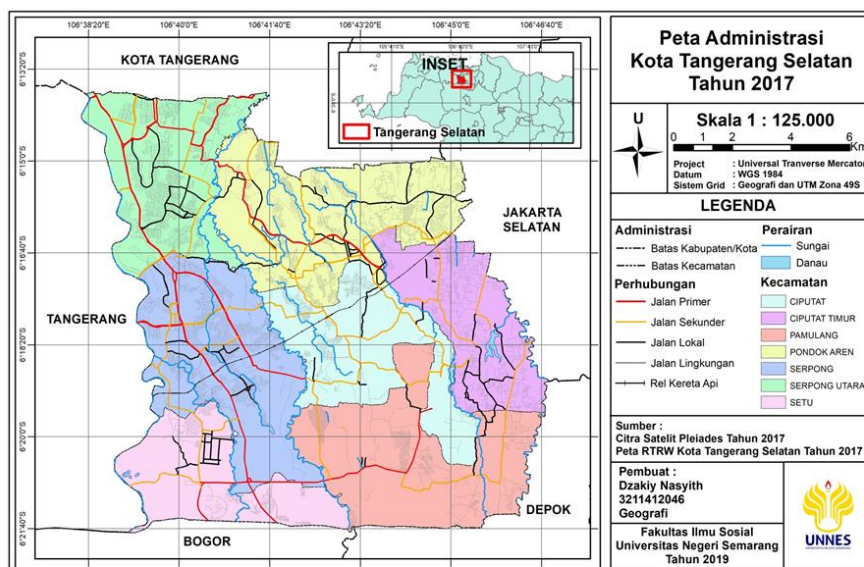 106°38'20"E
106°40'0"E
106°41'40"E
106°43'20"E
106°45'0"E
106°46'40"E
6°13'20"S
6°15'0"S
6°16'40"S
6°16'20"S
6°20'0"S
6°21'40"S
KOTA TANGERANG
INSET
Tangerang Selatan
JAKARTA
SELATAN
TANGERANG
DEPOK
BOGOR
Peta Administrasi
Kota Tangerang Selatan
Tahun 2017
U
Skala 1 : 125.000
0 2 4 6
Km
Project : Universal Tranverse Mercator
Datum : WGS 1984
Sistem Grid : Geografi dan UTM Zona 49S
LEGENDA
Administrasi
Batas Kabupaten/Kota
Batas Kecamatan
Perhubungan
Jalan Primer
Jalan Sekunder
Jalan Lokal
Jalan Lingkungan
Rel Kereta Api
Perairan
Sungai
Danau
Kecamatan
CIPUTAT
CIPUTAT TIMUR
PAMULANG
PONDOK AREN
SERPONG
SERPONG UTARA
SETU
Sumber :
Citra Satelit Pleiades Tahun 2017
Peta RTRW Kota Tangerang Selatan Tahun 2017
Pembuat :
Dzakiy Nasyith
3211412046
Geografi
Fakultas Ilmu Sosial
Universitas Negeri Semarang
Tahun 2019
UNNES